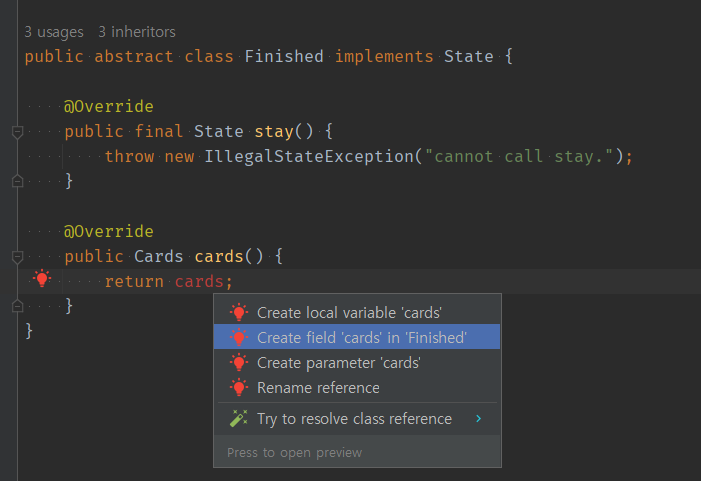 3 usages   3 inheritors
public abstract class Finished implements State {
@Override
public final State stay() {
throw new IllegalStateException("cannot call stay.");
}
@Override
public Cards cards() {
return cards;
}
}
Create local variable 'cards'
Create field 'cards' in 'Finished'
Create parameter 'cards'
Rename reference
Try to resolve class reference
Press to open preview